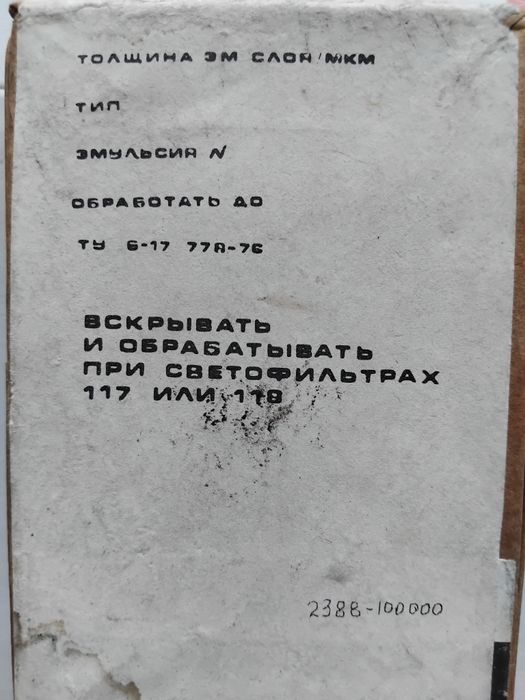 ТОЛЩИНА ЭМ СЛОЯ/МКМ
ТИП
ЭМУЛЬСИЯ N
ОБРАБОТАТЬ ДО
ТУ 6-17 778-76
ВСКРЫВАТЬ
И ОБРАБАТЫВАТЬ
ПРИ СВЕТОФИЛЬТРАХ
117 ИЛИ 118
2388-100000